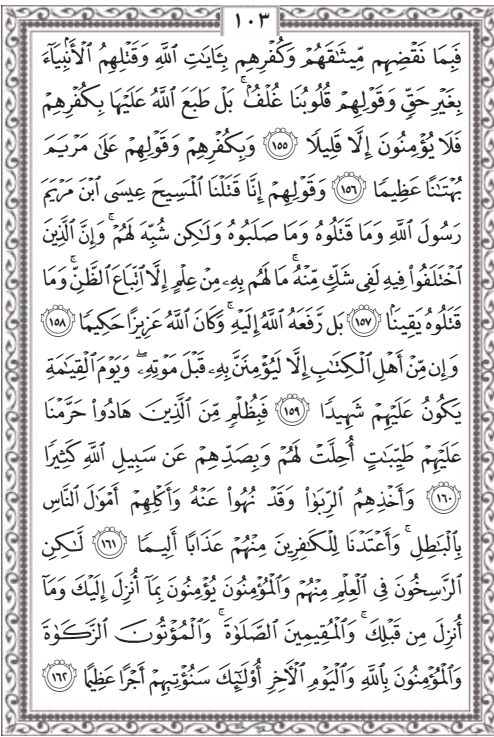 ١٠٣
فَبِمَا نَقْضِهِم مِّيثَٰقَهُمْ وَكُفْرِهِم بِـَٔايَٰتِ ٱللَّهِ وَقَتْلِهِمُ ٱلْأَنۢبِيَآءَ
بِغَيْرِ حَقٍّ وَقَوْلِهِمْ قُلُوبُنَا غُلْفٌۢ ۚ بَلْ طَبَعَ ٱللَّهُ عَلَيْهَا بِكُفْرِهِمْ
فَلَا يُؤْمِنُونَ إِلَّا قَلِيلًا ١٥٥ وَبِكُفْرِهِمْ وَقَوْلِهِمْ عَلَىٰ مَرْيَمَ
بُهْتَٰنًا عَظِيمًا ١٥٦ وَقَوْلِهِمْ إِنَّا قَتَلْنَا ٱلْمَسِيحَ عِيسَى ٱبْنَ مَرْيَمَ
رَسُولَ ٱللَّهِ وَمَا قَتَلُوهُ وَمَا صَلَبُوهُ وَلَٰكِن شُبِّهَ لَهُمْ ۚ وَإِنَّ ٱلَّذِينَ
ٱخْتَلَفُوا۟ فِيهِ لَفِى شَكٍّ مِّنْهُ ۚ مَا لَهُم بِهِۦ مِنْ عِلْمٍ إِلَّا ٱتِّبَاعَ ٱلظَّنِّ ۚ وَمَا
قَتَلُوهُ يَقِينًۢا ١٥٧ بَل رَّفَعَهُ ٱللَّهُ إِلَيْهِ ۚ وَكَانَ ٱللَّهُ عَزِيزًا حَكِيمًا ١٥٨
وَإِن مِّنْ أَهْلِ ٱلْكِتَٰبِ إِلَّا لَيُؤْمِنَنَّ بِهِۦ قَبْلَ مَوْتِهِۦ ۖ وَيَوْمَ ٱلْقِيَٰمَةِ
يَكُونُ عَلَيْهِمْ شَهِيدًا ١٥٩ فَبِظُلْمٍ مِّنَ ٱلَّذِينَ هَادُوا۟ حَرَّمْنَا
عَلَيْهِمْ طَيِّبَٰتٍ أُحِلَّتْ لَهُمْ وَبِصَدِّهِمْ عَن سَبِيلِ ٱللَّهِ كَثِيرًا
١٦٠ وَأَخْذِهِمُ ٱلرِّبَوٰا۟ وَقَدْ نُهُوا۟ عَنْهُ وَأَكْلِهِمْ أَمْوَٰلَ ٱلنَّاسِ
بِٱلْبَٰطِلِ ۚ وَأَعْتَدْنَا لِلْكَٰفِرِينَ مِنْهُمْ عَذَابًا أَلِيمًا ١٦١ لَّٰكِنِ
ٱلرَّٰسِخُونَ فِى ٱلْعِلْمِ مِنْهُمْ وَٱلْمُؤْمِنُونَ يُؤْمِنُونَ بِمَآ أُنزِلَ إِلَيْكَ وَمَآ
أُنزِلَ مِن قَبْلِكَ ۚ وَٱلْمُقِيمِينَ ٱلصَّلَوٰةَ ۚ وَٱلْمُؤْتُونَ ٱلزَّكَوٰةَ
وَٱلْمُؤْمِنُونَ بِٱللَّهِ وَٱلْيَوْمِ ٱلْءَاخِرِ أُو۟لَٰٓئِكَ سَنُؤْتِيهِمْ أَجْرًا عَظِيمًا ١٦٢